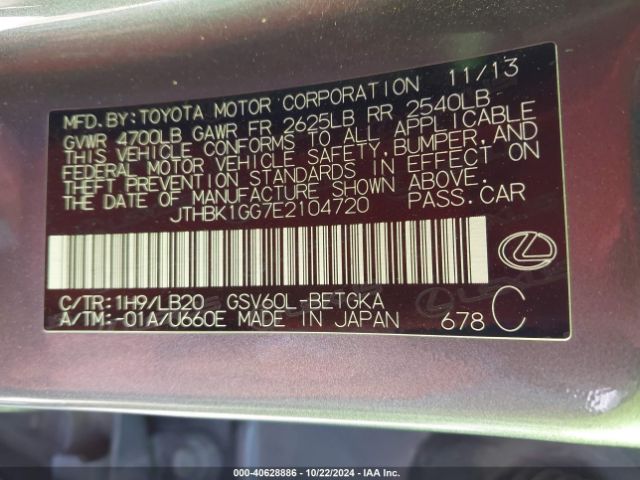 MFD. BY: TOYOTA MOTOR CORPORATION 11/13
GVWR 4700LB GAWR FR 2625LB RR 2540LB
THIS VEHICLE CONFORMS TO ALL APPLICABLE
FEDERAL MOTOR VEHICLE SAFETY, BUMPER, AND
THEFT PREVENTION STANDARDS IN EFFECT ON
THE DATE OF MANUFACTURE SHOWN ABOVE.
JTHBK1GG7E2104720 PASS. CAR
C/TR: 1H9/LB20 GSV60L-BETGKA
A/TM: -01A/U660E MADE IN JAPAN 678 C
000-40628886 - 10/22/2024 - IAA Inc.